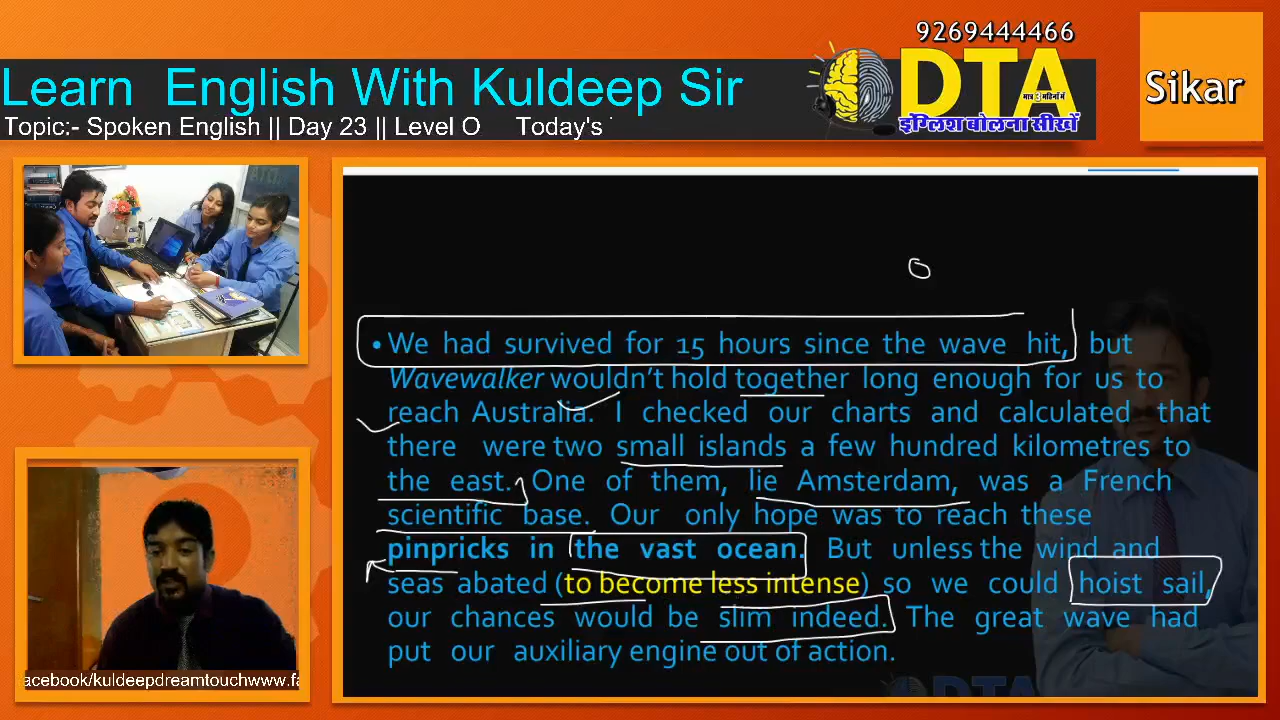 9269444466
Learn English With Kuldeep Sir
Topic:- Spoken English || Day 23 || Level O Today's
DTA
मात्र 3 महिनों में
इंग्लिश बोलना सीखें
Sikar
• We had survived for 15 hours since the wave hit, but
Wavewalker wouldn't hold together long enough for us to
reach Australia. I checked our charts and calculated that
there were two small islands a few hundred kilometres to
the east. One of them, lie Amsterdam, was a French
scientific base. Our only hope was to reach these
pinpricks in the vast ocean. But unless the wind and
seas abated (to become less intense) so we could hoist sail,
our chances would be slim indeed. The great wave had
put our auxiliary engine out of action.
acebook/kuldeepdreamtouchwww.fa
DTA